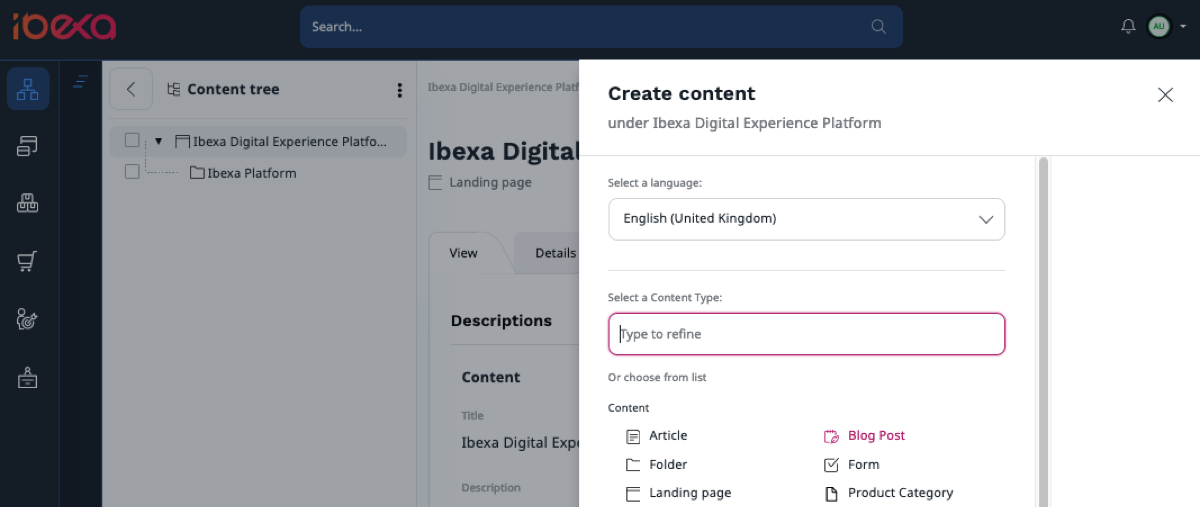 ibexa
Search...
AU
Content tree
Ibexa Digital Experience Platfo...
Ibexa Platform
Ibexa Digital Experience Platf
Ibexa Digital
Landing page
View
Details
Descriptions
Content
Title
Ibexa Digital Expe
Description
Create content
under Ibexa Digital Experience Platform
Select a language:
English (United Kingdom)
Select a Content Type:
Type to refine
Or choose from list
Content
Article
Blog Post
Folder
Form
Landing page
Product Category